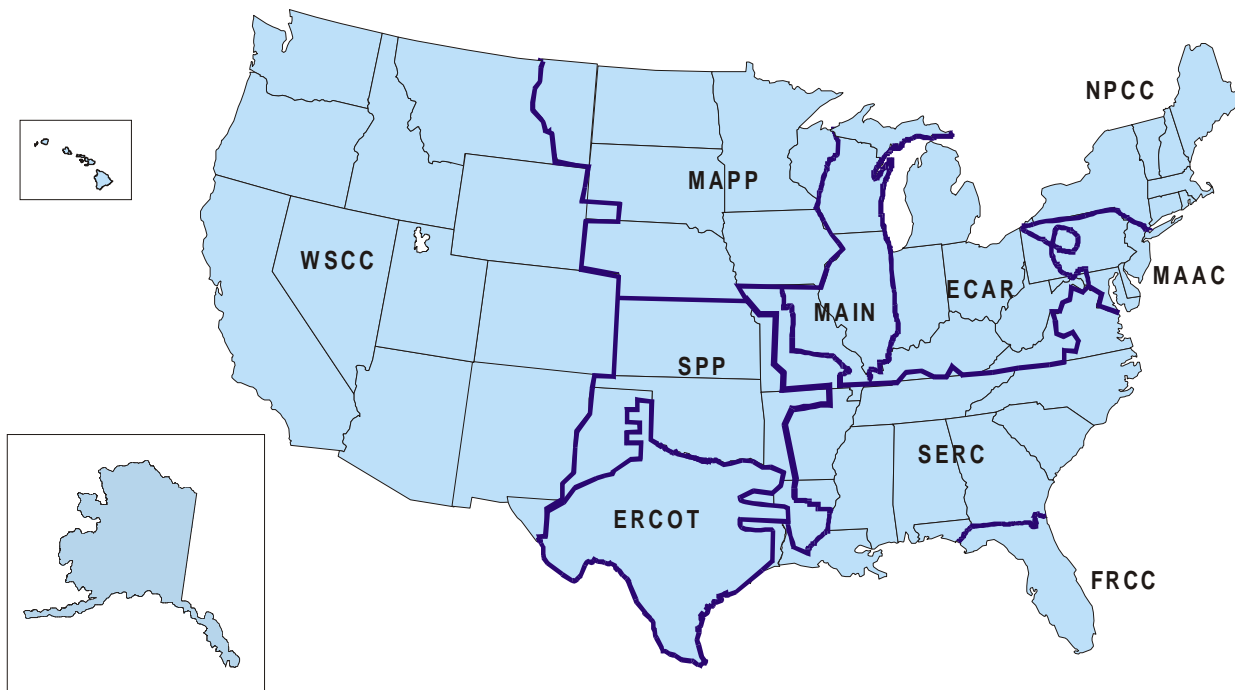 NPCC
MAPP
WSCC
MAAC
ECAR
MAIN
SPP
SERC
ERCOT
FRCC